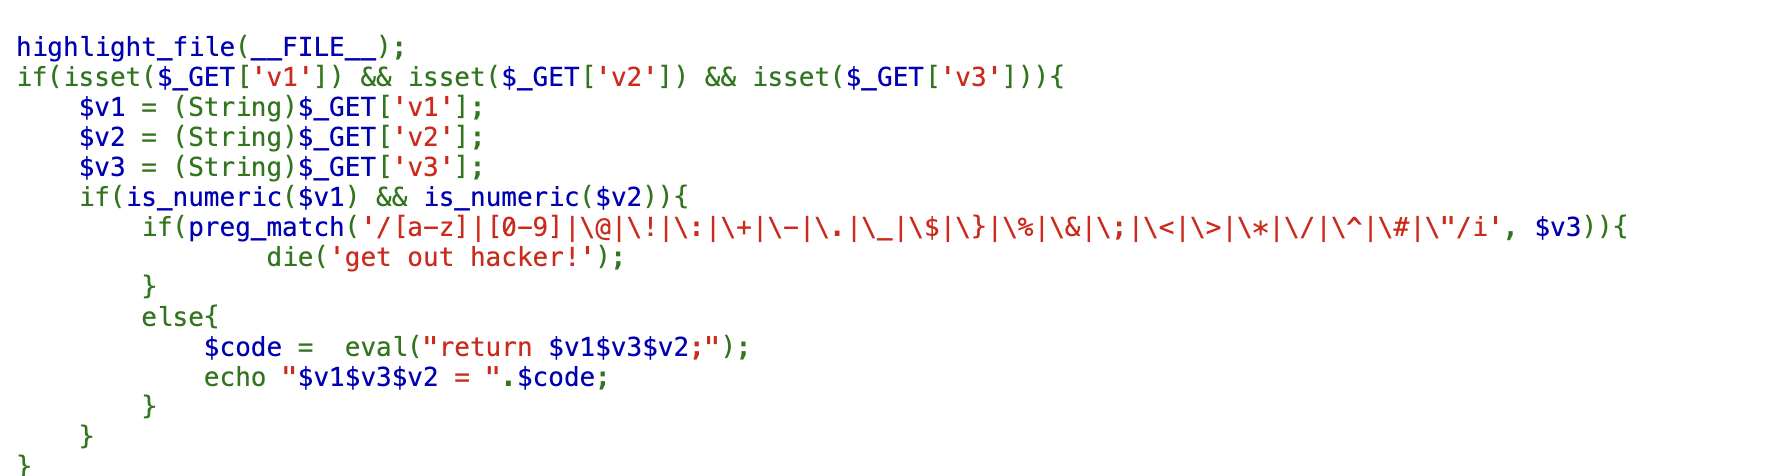 highlight_file(__FILE__);
if(isset($_GET['v1']) && isset($_GET['v2']) && isset($_GET['v3'])){
    $v1 = (String)$_GET['v1'];
    $v2 = (String)$_GET['v2'];
    $v3 = (String)$_GET['v3'];
    if(is_numeric($v1) && is_numeric($v2)){
        if(preg_match('/[a-z]|[0-9]|\@|\!|\:|\+|\-|\.|\_|\$|\}|\%|\&|\;|\<|\>|\*|\/|\^|\#|\"/i', $v3)){
                die('get out hacker!');
        }
        else{
            $code =  eval("return $v1$v3$v2;");
            echo "$v1$v3$v2 = ".$code;
        }
    }
}